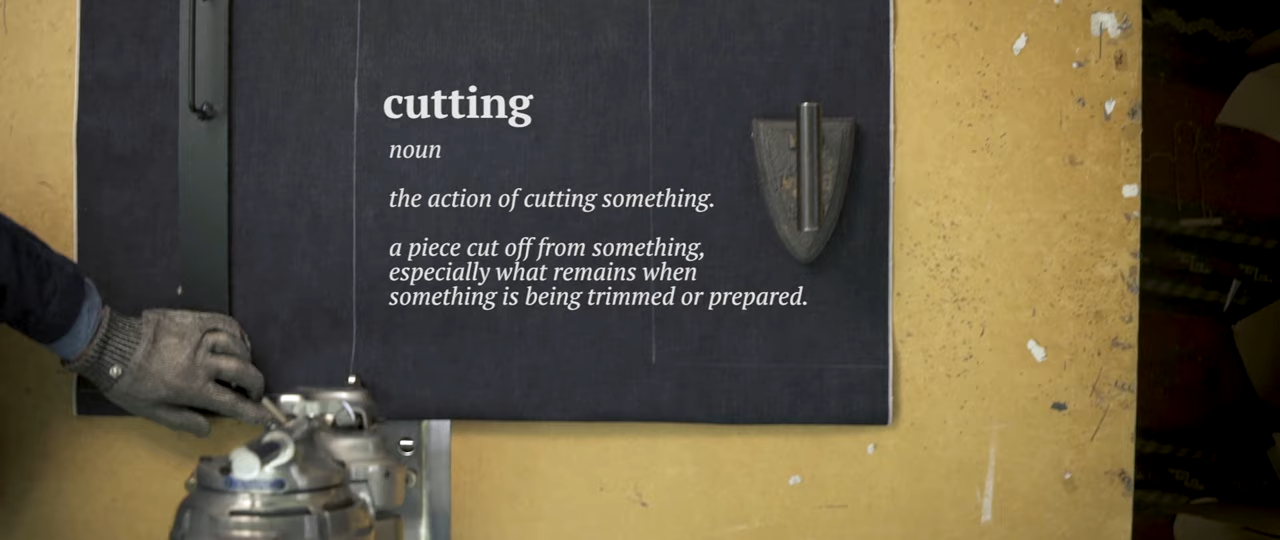 cutting
noun
the action of cutting something.
a piece cut off from something,
especially what remains when
something is being trimmed or prepared.